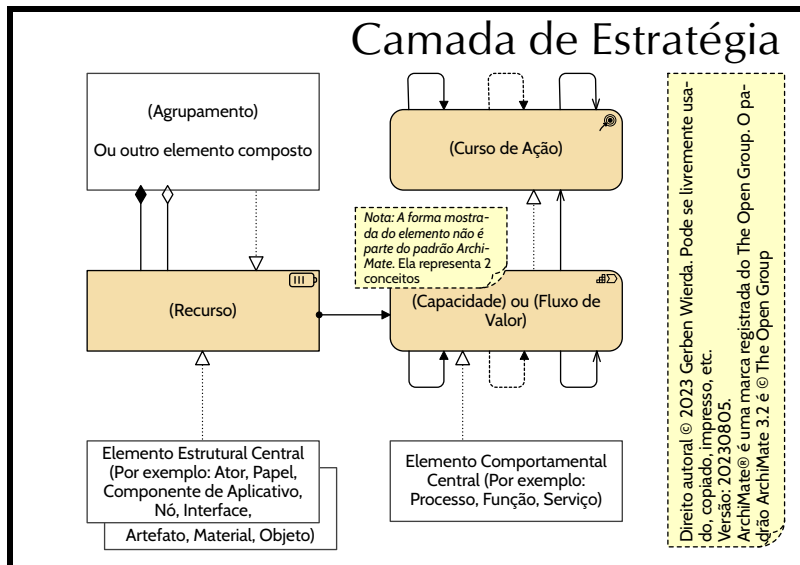 Camada de Estratégia
(Agrupamento)
Ou outro elemento composto
(Curso de Ação)
Nota: A forma mostra-
da do elemento não é
parte do padrão Archi-
Mate. Ela representa 2
conceitos
(Recurso)
(Capacidade) ou (Fluxo de
Valor)
Elemento Estrutural Central
(Por exemplo: Ator, Papel,
Componente de Aplicativo,
Nó, Interface,
Artefato, Material, Objeto)
Elemento Comportamental
Central (Por exemplo:
Processo, Função, Serviço)
Direito autoral © 2023 Gerben Wierda. Pode se livremente usa-
do, copiado, impresso, etc.
Versão: 20230805.
ArchiMate® é uma marca registrada do The Open Group. O pa-
drão ArchiMate 3.2 é © The Open Group